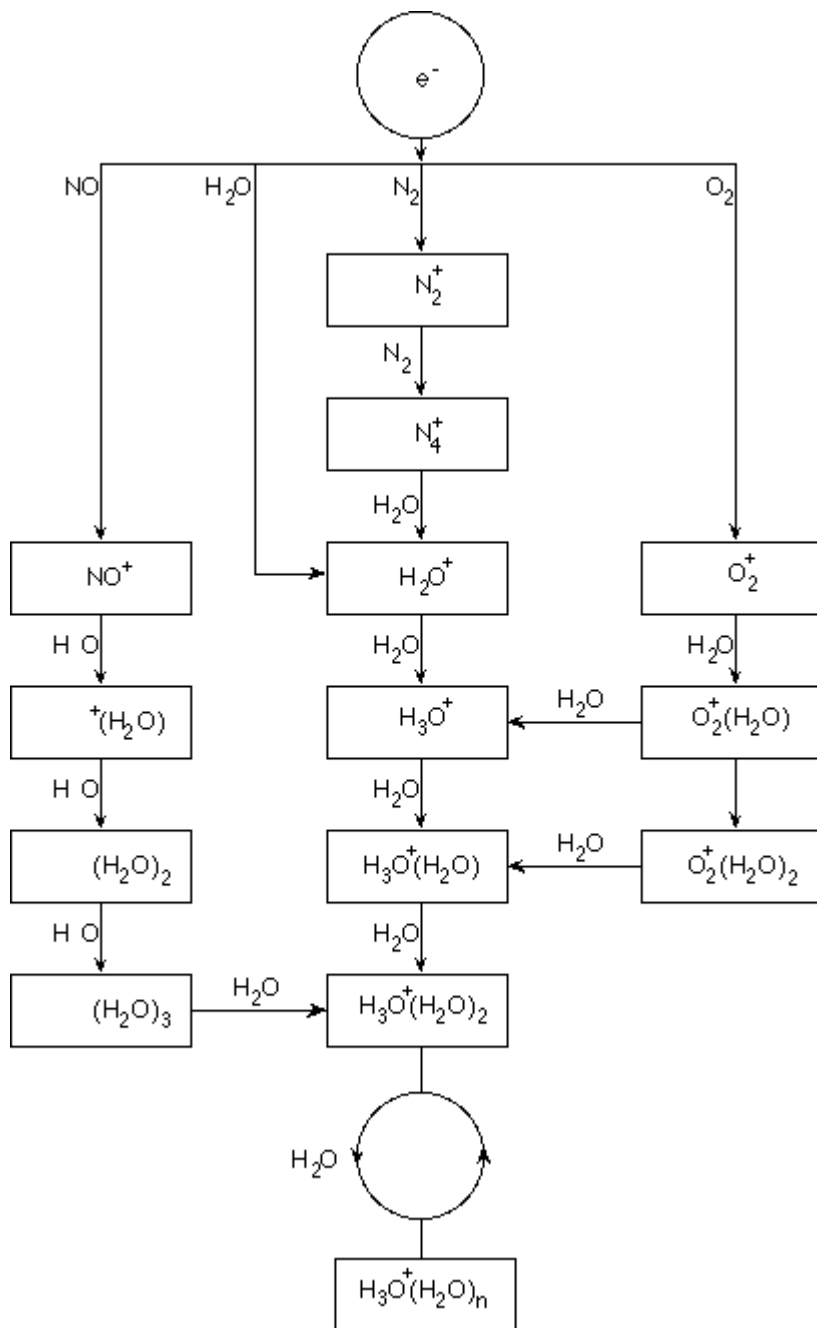 e⁻
NO H₂O N₂ O₂
N₂⁺
N₂
N₄⁺
H₂O
NO⁺ H₂O⁺ O₂⁺
H O H₂O H₂O
⁺(H₂O) H₃O⁺ H₂O O₂⁺(H₂O)
H O H₂O
(H₂O)₂ H₃O⁺(H₂O) H₂O O₂⁺(H₂O)₂
H O H₂O
(H₂O)₃ H₂O H₃O⁺(H₂O)₂
H₂O
H₃O⁺(H₂O)ₙ